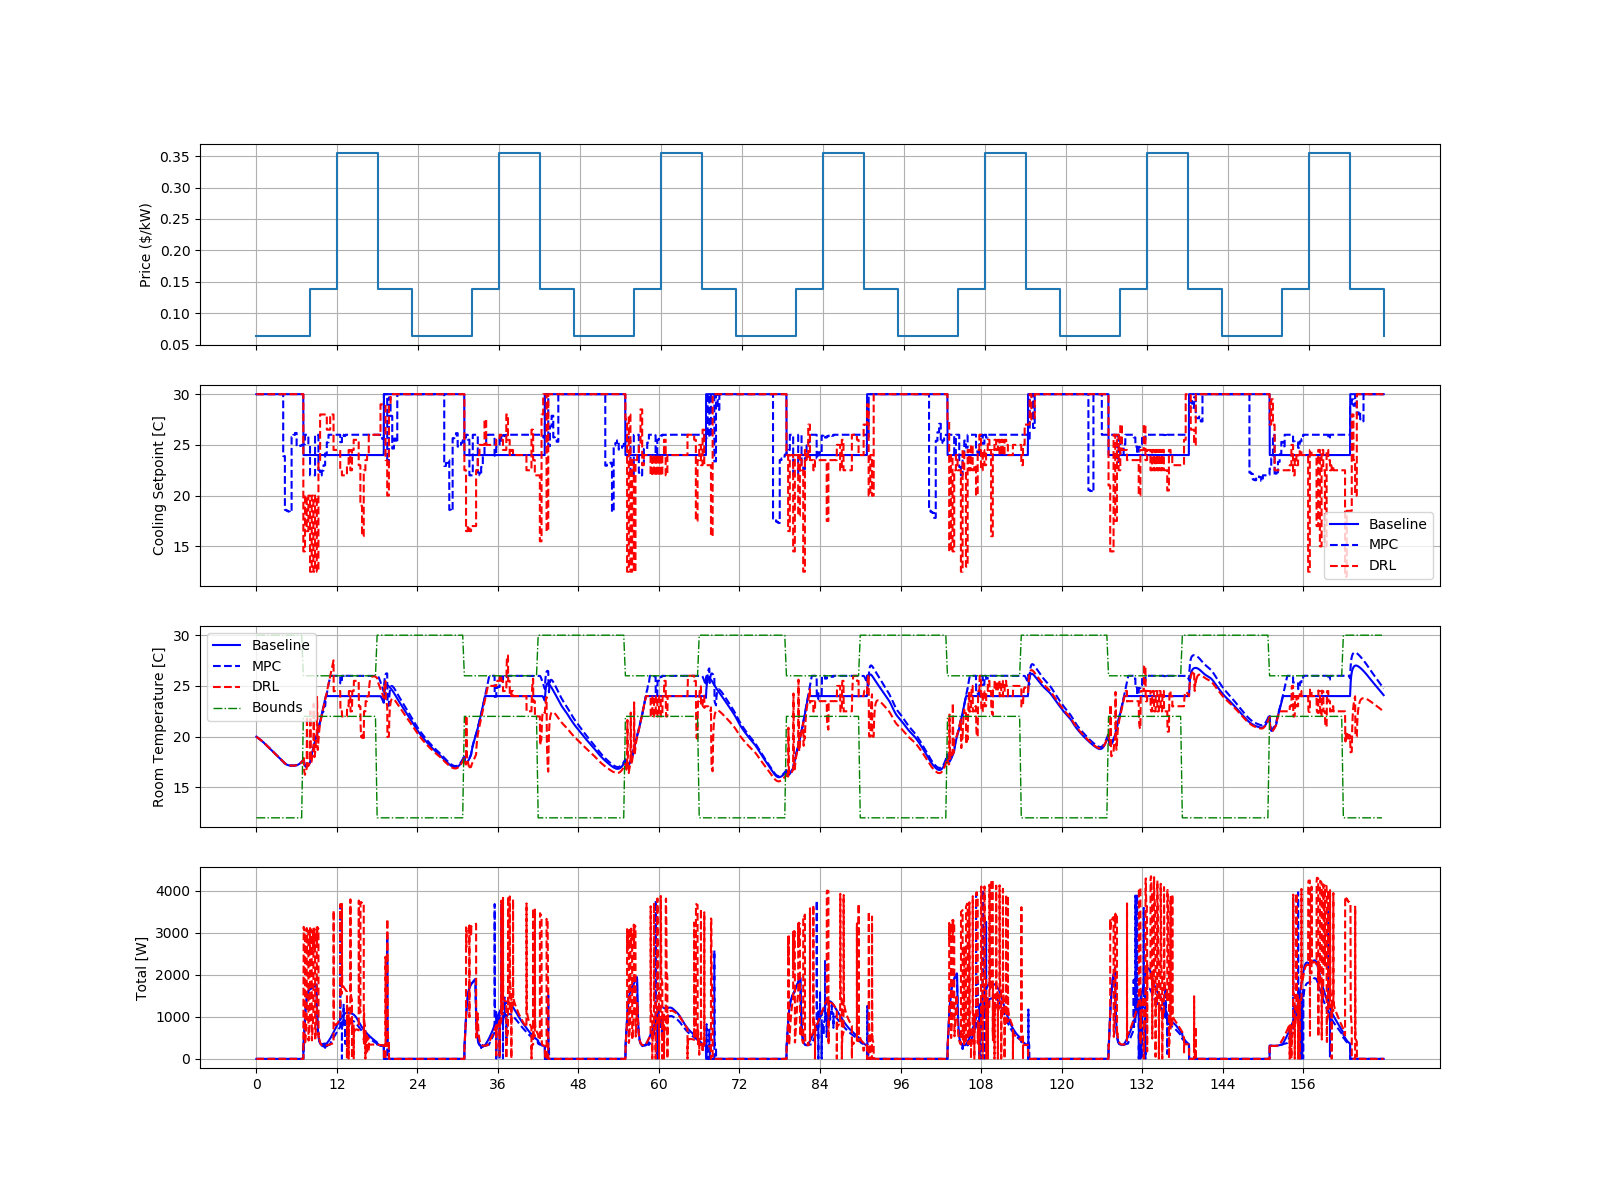 Price ($/kW)
0.35
0.30
0.25
0.20
0.15
0.10
0.05
Cooling Setpoint [C]
30
25
20
15
Baseline
MPC
DRL
Room Temperature [C]
30
25
20
15
Baseline
MPC
DRL
Bounds
Total [W]
4000
3000
2000
1000
0
0 12 24 36 48 60 72 84 96 108 120 132 144 156